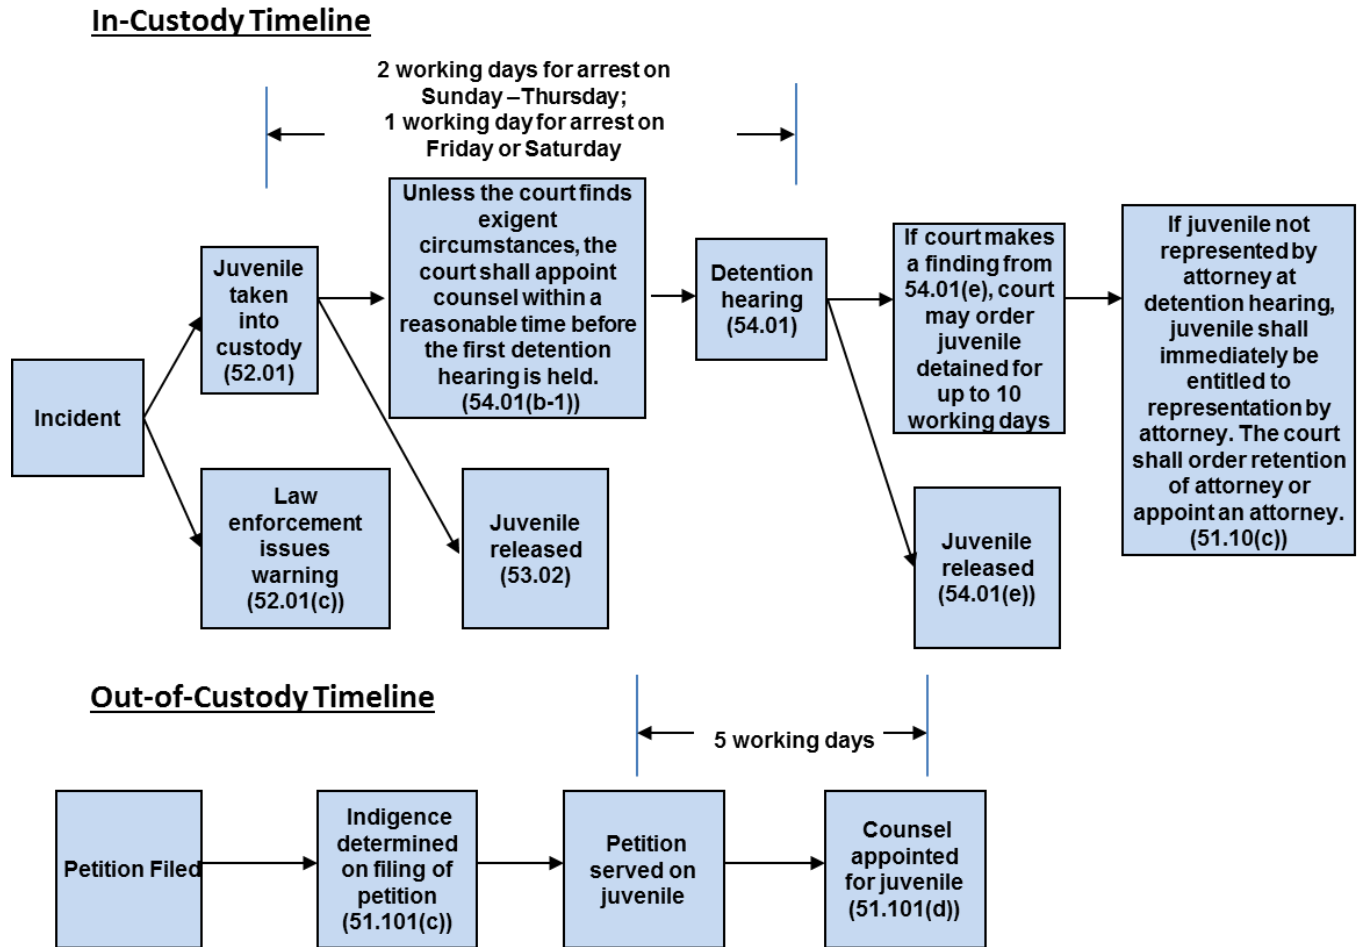 In-Custody Timeline
2 working days for arrest on
Sunday –Thursday;
1 working day for arrest on
Friday or Saturday
Incident
Juvenile
taken
into
custody
(52.01)
Law
enforcement
issues
warning
(52.01(c))
Unless the court finds
exigent
circumstances, the
court shall appoint
counsel within a
reasonable time before
the first detention
hearing is held.
(54.01(b-1))
Juvenile
released
(53.02)
Detention
hearing
(54.01)
If court makes
a finding from
54.01(e), court
may order
juvenile
detained for
up to 10
working days
Juvenile
released
(54.01(e))
If juvenile not
represented by
attorney at
detention hearing,
juvenile shall
immediately be
entitled to
representation by
attorney. The court
shall order retention
of attorney or
appoint an attorney.
(51.10(c))
Out-of-Custody Timeline
5 working days
Petition Filed
Indigence
determined
on filing of
petition
(51.101(c))
Petition
served on
juvenile
Counsel
appointed
for juvenile
(51.101(d))